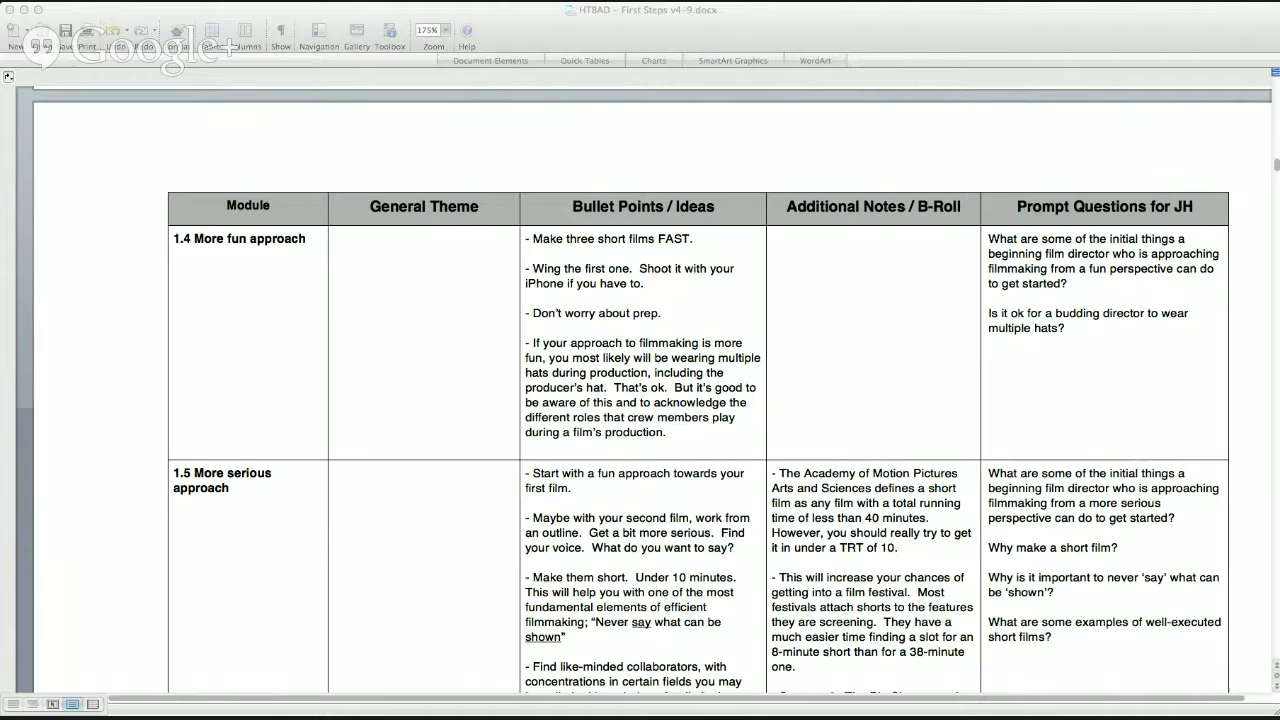 HTBAD - First Steps v4-9.docx
Google+
175%
New
Print
Show
Navigation
Gallery
Toolbox
Zoom
Help
Document Elements
Quick Tables
Charts
SmartArt Graphics
WordArt
Module
General Theme
Bullet Points / Ideas
Additional Notes / B-Roll
Prompt Questions for JH
1.4 More fun approach
- Make three short films FAST.
- Wing the first one.  Shoot it with your
iPhone if you have to.
- Don't worry about prep.
- If your approach to filmmaking is more
fun, you most likely will be wearing multiple
hats during production, including the
producer's hat.  That's ok.  But it's good to
be aware of this and to acknowledge the
different roles that crew members play
during a film's production.
What are some of the initial things a
beginning film director who is approaching
filmmaking from a fun perspective can do
to get started?
Is it ok for a budding director to wear
multiple hats?
1.5 More serious
approach
- Start with a fun approach towards your
first film.
- Maybe with your second film, work from
an outline.  Get a bit more serious.  Find
your voice.  What do you want to say?
- Make them short.  Under 10 minutes.
This will help you with one of the most
fundamental elements of efficient
filmmaking; "Never say what can be
shown"
- Find like-minded collaborators, with
concentrations in certain fields you may
- The Academy of Motion Pictures
Arts and Sciences defines a short
film as any film with a total running
time of less than 40 minutes.
However, you should really try to get
it in under a TRT of 10.
- This will increase your chances of
getting into a film festival.  Most
festivals attach shorts to the features
they are screening.  They have a
much easier time finding a slot for an
8-minute short than for a 38-minute
one.
What are some of the initial things a
beginning film director who is approaching
filmmaking from a more serious
perspective can do to get started?
Why make a short film?
Why is it important to never 'say' what can
be 'shown'?
What are some examples of well-executed
short films?